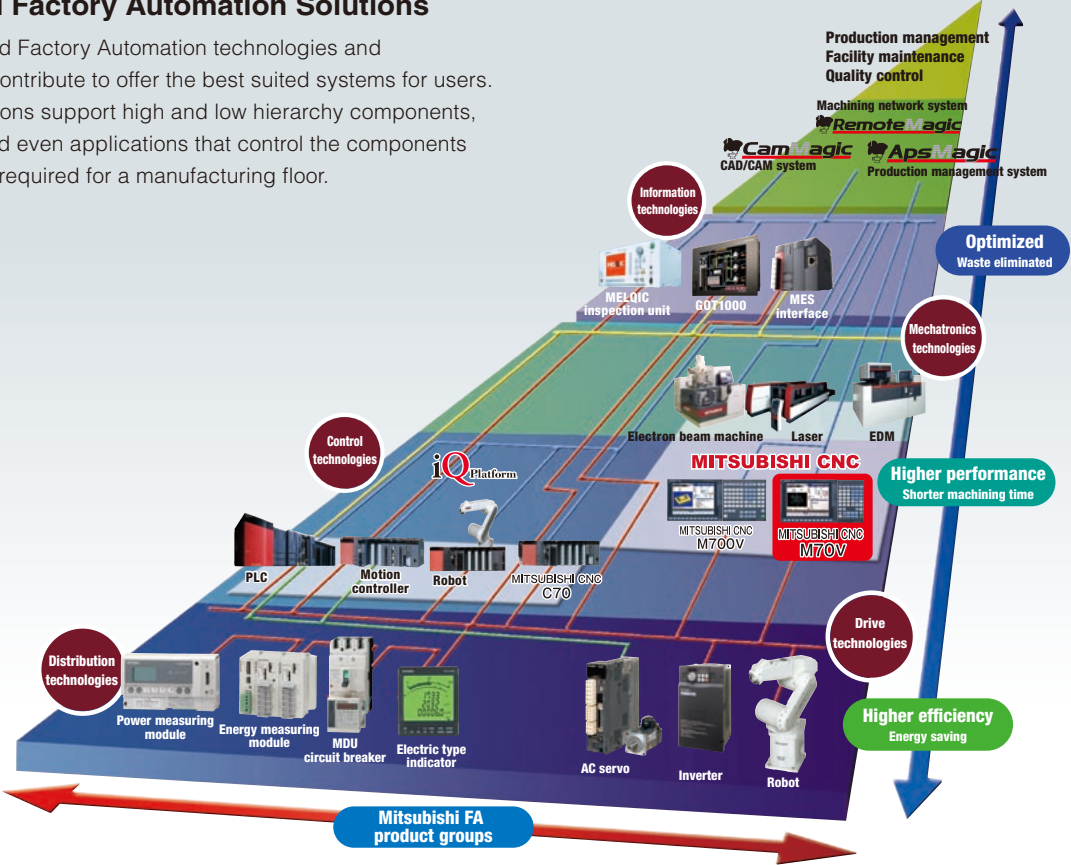 Factory Automation Solutions
Factory Automation technologies and
contribute to offer the best suited systems for users.
support high and low hierarchy components,
even applications that control the components
required for a manufacturing floor.
Production management
Facility maintenance
Quality control
Machining network system
RemoteMagic
CamMagic
CAD/CAM system
ApsMagic
Production management system
Information
technologies
Optimized
Waste eliminated
MELQIC
inspection unit
GOT1000
MES
interface
Mechatronics
technologies
Electron beam machine
Laser
EDM
Control
technologies
iQ Platform
MITSUBISHI CNC
Higher performance
Shorter machining time
MITSUBISHI CNC
M700V
MITSUBISHI CNC
M70V
PLC
Motion
controller
Robot
MITSUBISHI CNC
C70
Drive
technologies
Distribution
technologies
Power measuring
module
Energy measuring
module
MDU
circuit breaker
Electric type
indicator
AC servo
Inverter
Robot
Higher efficiency
Energy saving
Mitsubishi FA
product groups